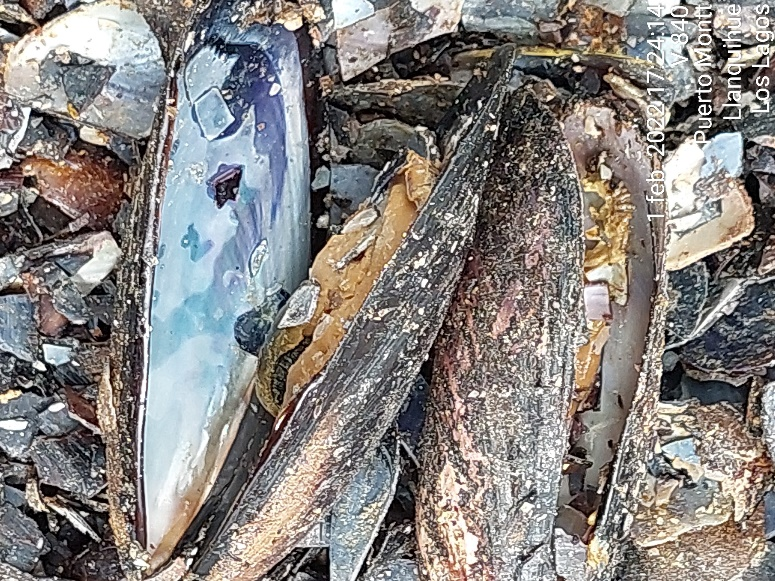 1 feb. 2022 17:24:14
V-840
Puerto Montt
Llanquihue
Los Lagos